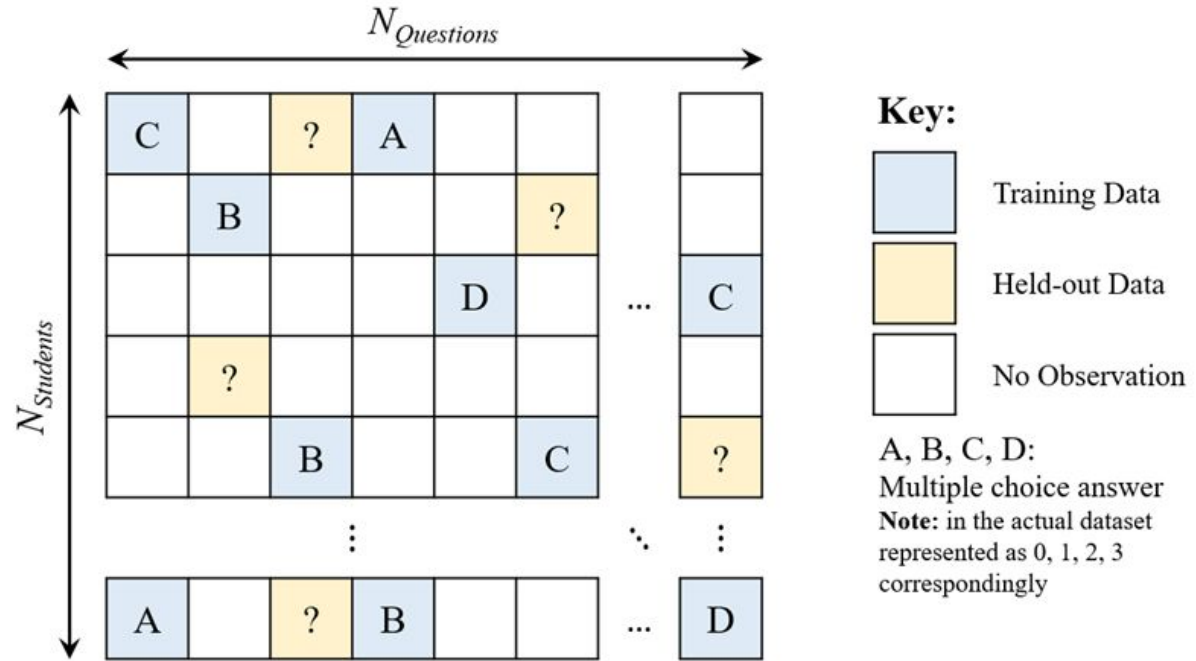 N_Questions
Key:
C ? A
Training Data
B ?
N_Students
D ... C
Held-out Data
?
No Observation
B C ?
A, B, C, D:
Multiple choice answer
Note: in the actual dataset
represented as 0, 1, 2, 3
correspondingly
⋮ ⋱ ⋮
A ? B ... D